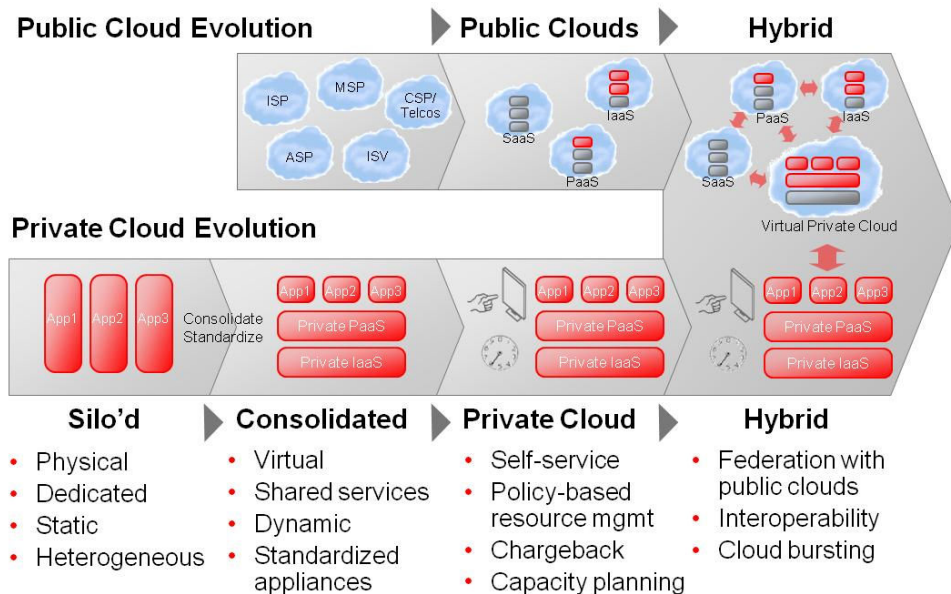 Public Cloud Evolution
Public Clouds
Hybrid
ISP
MSP
CSP/
Telcos
ASP
ISV
SaaS
IaaS
PaaS
PaaS
IaaS
SaaS
Virtual Private Cloud
Private Cloud Evolution
App1
App2
App3
Consolidate
Standardize
App1
App2
App3
Private PaaS
Private IaaS
App1
App2
App3
Private PaaS
Private IaaS
App1
App2
App3
Private PaaS
Private IaaS
Silo'd
• Physical
• Dedicated
• Static
• Heterogeneous
Consolidated
• Virtual
• Shared services
• Dynamic
• Standardized
appliances
Private Cloud
• Self-service
• Policy-based
resource mgmt
• Chargeback
• Capacity planning
Hybrid
• Federation with
public clouds
• Interoperability
• Cloud bursting